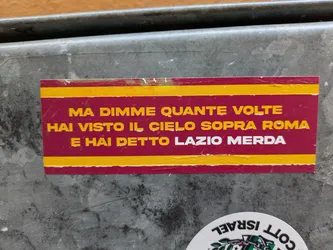 MA DIMME QUANTE VOLTE
HAI VISTO IL CIELO SOPRA ROMA
E HAI DETTO LAZIO MERDA
COTT ISRAEL